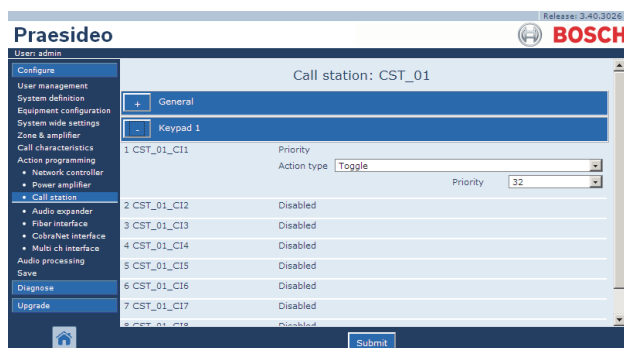 Release: 3.40.3026
Praesideo
BOSCH
User: admin
Configure
User management
System definition
Equipment configuration
System wide settings
Zone & amplifier
Call characteristics
Action programming
• Network controller
• Power amplifier
• Call station
• Audio expander
• Fiber interface
• CobraNet interface
• Multi ch interface
Audio processing
Save
Diagnose
Upgrade
Call station: CST_01
+ General
- Keypad 1
1 CST_01_CI1 Priority
Action type Toggle
Priority 32
2 CST_01_CI2 Disabled
3 CST_01_CI3 Disabled
4 CST_01_CI4 Disabled
5 CST_01_CI5 Disabled
6 CST_01_CI6 Disabled
7 CST_01_CI7 Disabled
8 CST_01_CI8 Disabled
Submit